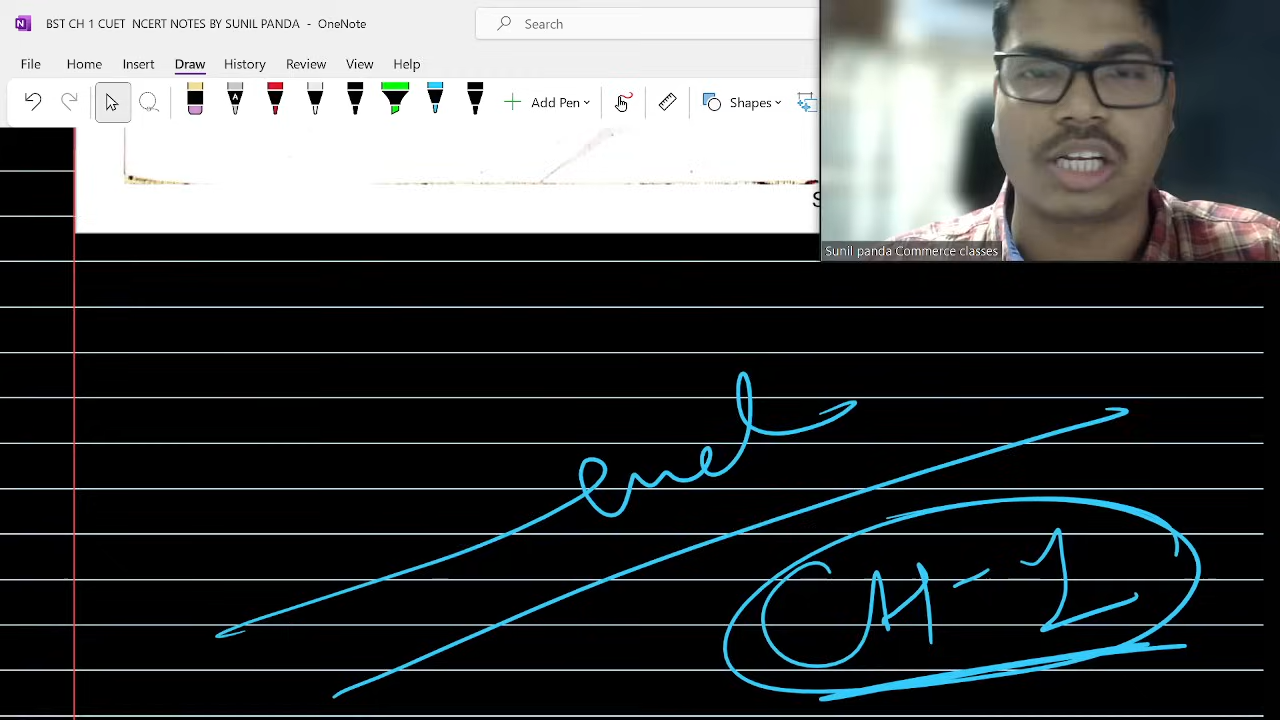 BST CH 1 CUET NCERT NOTES BY SUNIL PANDA - OneNote
Search
File Home Insert Draw History Review View Help
Add Pen
Shapes
Sunil panda Commerce classes
CH-1